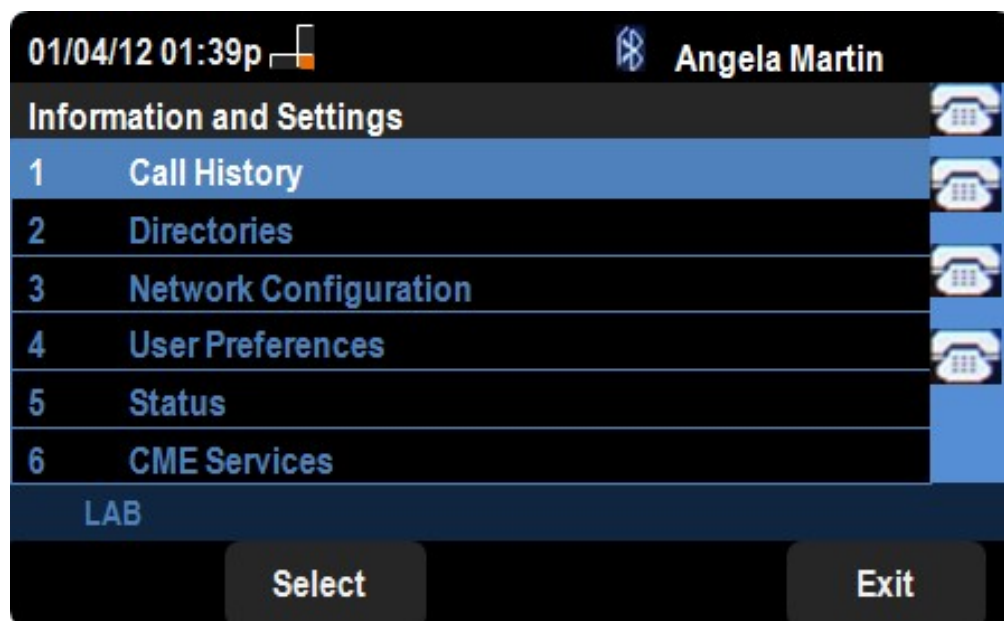 01/04/12 01:39p Angela Martin
Information and Settings
1 Call History
2 Directories
3 Network Configuration
4 User Preferences
5 Status
6 CME Services
LAB
Select Exit